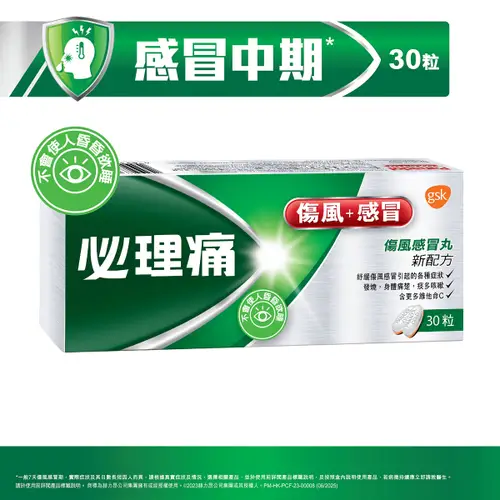 感冒中期*
30粒
不會使人昏昏欲睡
必理痛
傷風+感冒
gsk
傷風感冒丸
新配方
紓緩傷風感冒引起的各種症狀
發燒、身體痛楚、痰多咳嗽
含更多維他命C
不會使人昏昏欲睡
30粒